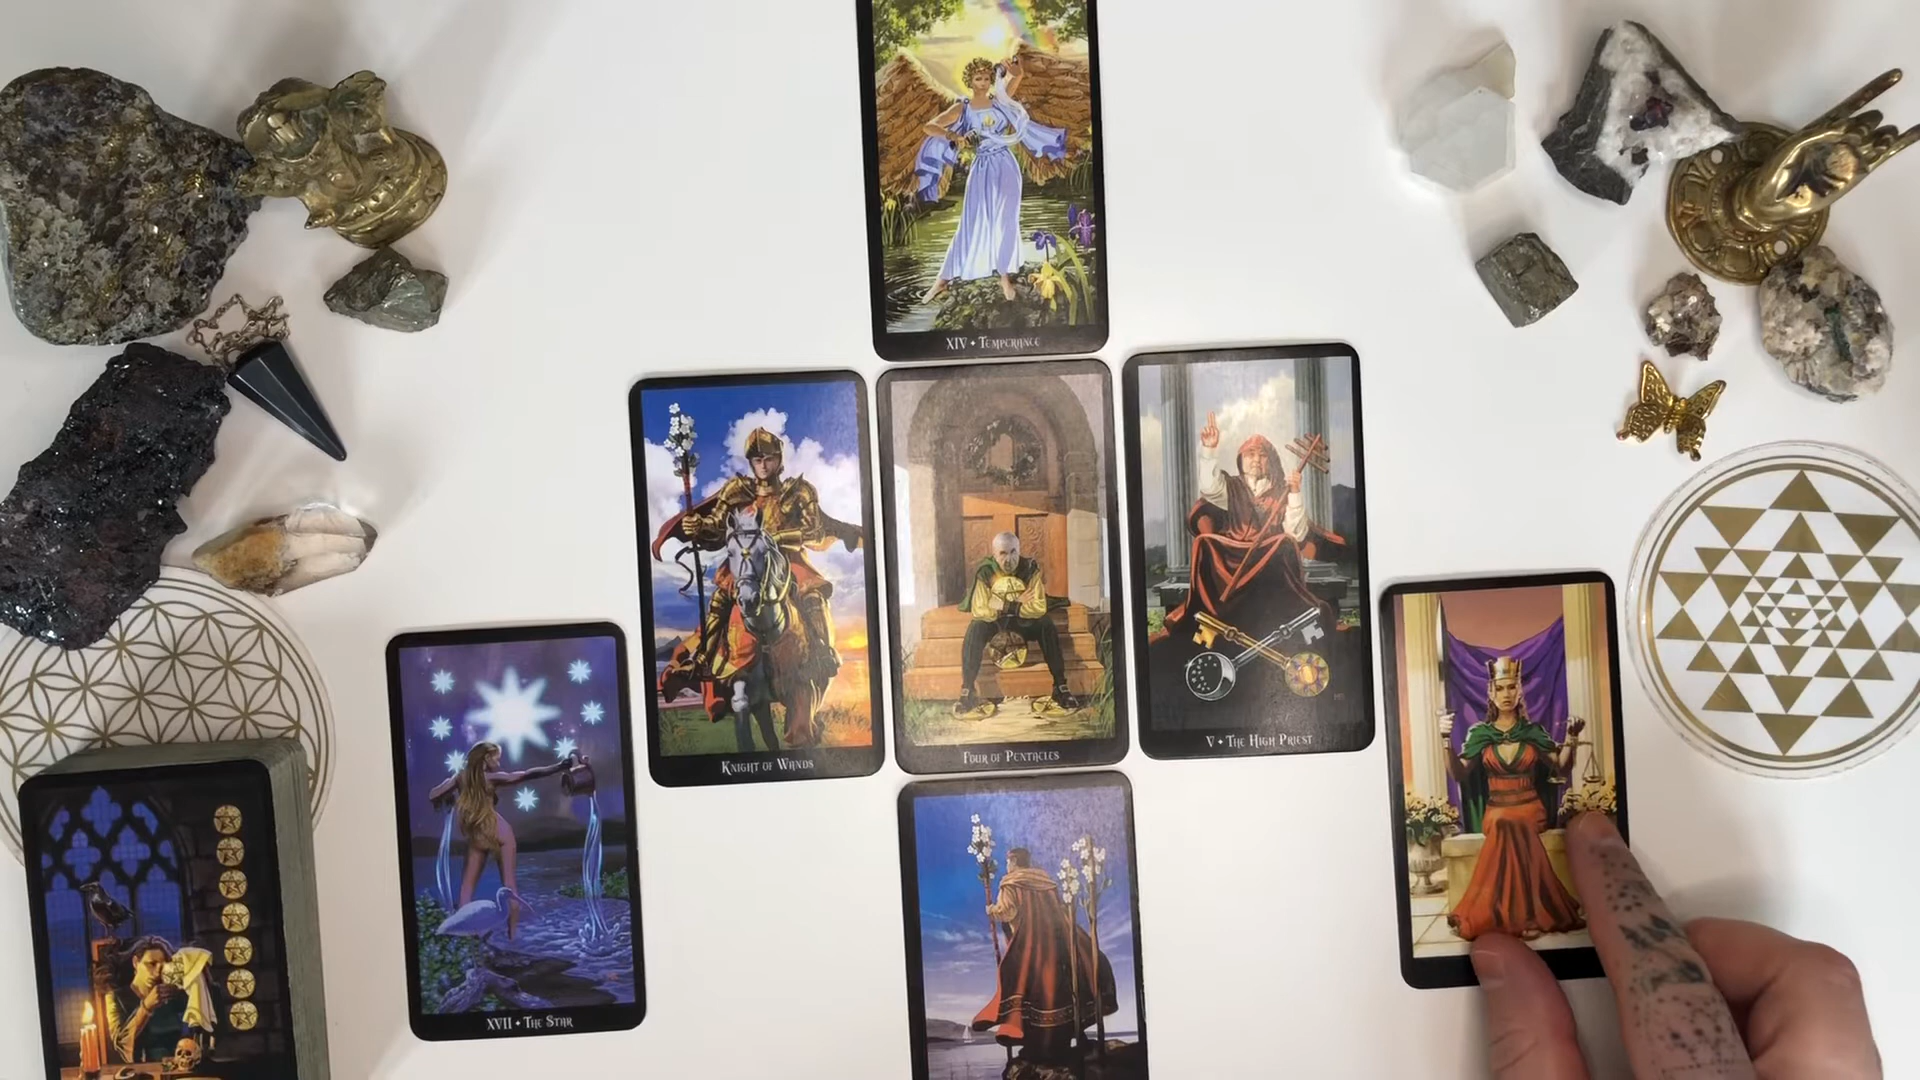 XIV • Temperance
Knight of Wands
Four of Pentacles
V • The High Priest
XVII • The Star